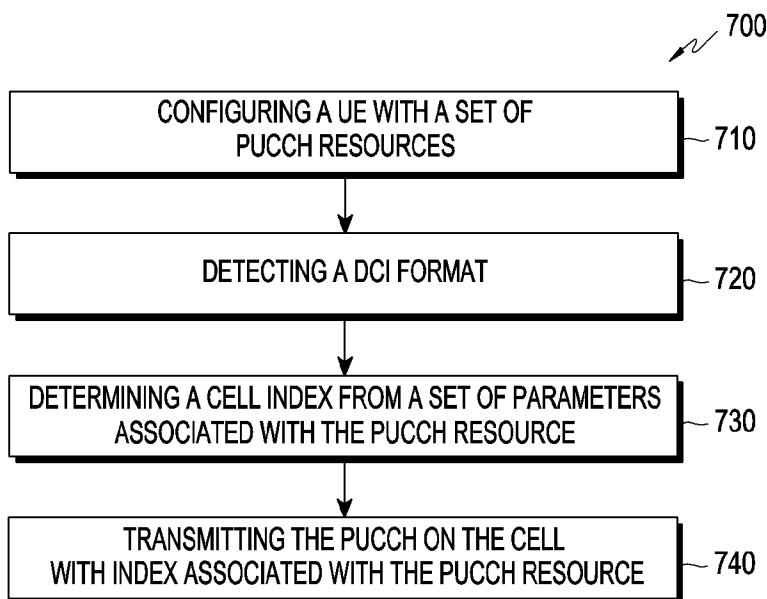 700
CONFIGURING A UE WITH A SET OF
PUCCH RESOURCES
710
DETECTING A DCI FORMAT
720
DETERMINING A CELL INDEX FROM A SET OF PARAMETERS
ASSOCIATED WITH THE PUCCH RESOURCE
730
TRANSMITTING THE PUCCH ON THE CELL
WITH INDEX ASSOCIATED WITH THE PUCCH RESOURCE
740